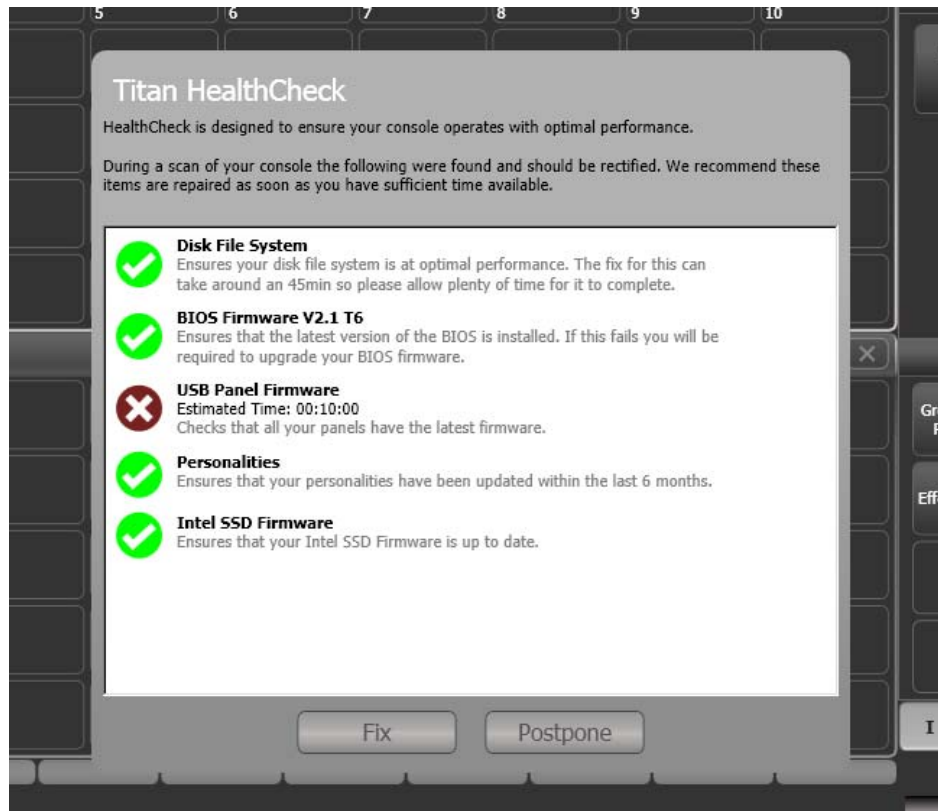 5 6 7 8 9 10
Titan HealthCheck
HealthCheck is designed to ensure your console operates with optimal performance.
During a scan of your console the following were found and should be rectified. We recommend these
items are repaired as soon as you have sufficient time available.
Disk File System
Ensures your disk file system is at optimal performance. The fix for this can
take around an 45min so please allow plenty of time for it to complete.
BIOS Firmware V2.1 T6
Ensures that the latest version of the BIOS is installed. If this fails you will be
required to upgrade your BIOS firmware.
USB Panel Firmware
Estimated Time: 00:10:00
Checks that all your panels have the latest firmware.
Personalities
Ensures that your personalities have been updated within the last 6 months.
Intel SSD Firmware
Ensures that your Intel SSD Firmware is up to date.
Fix Postpone